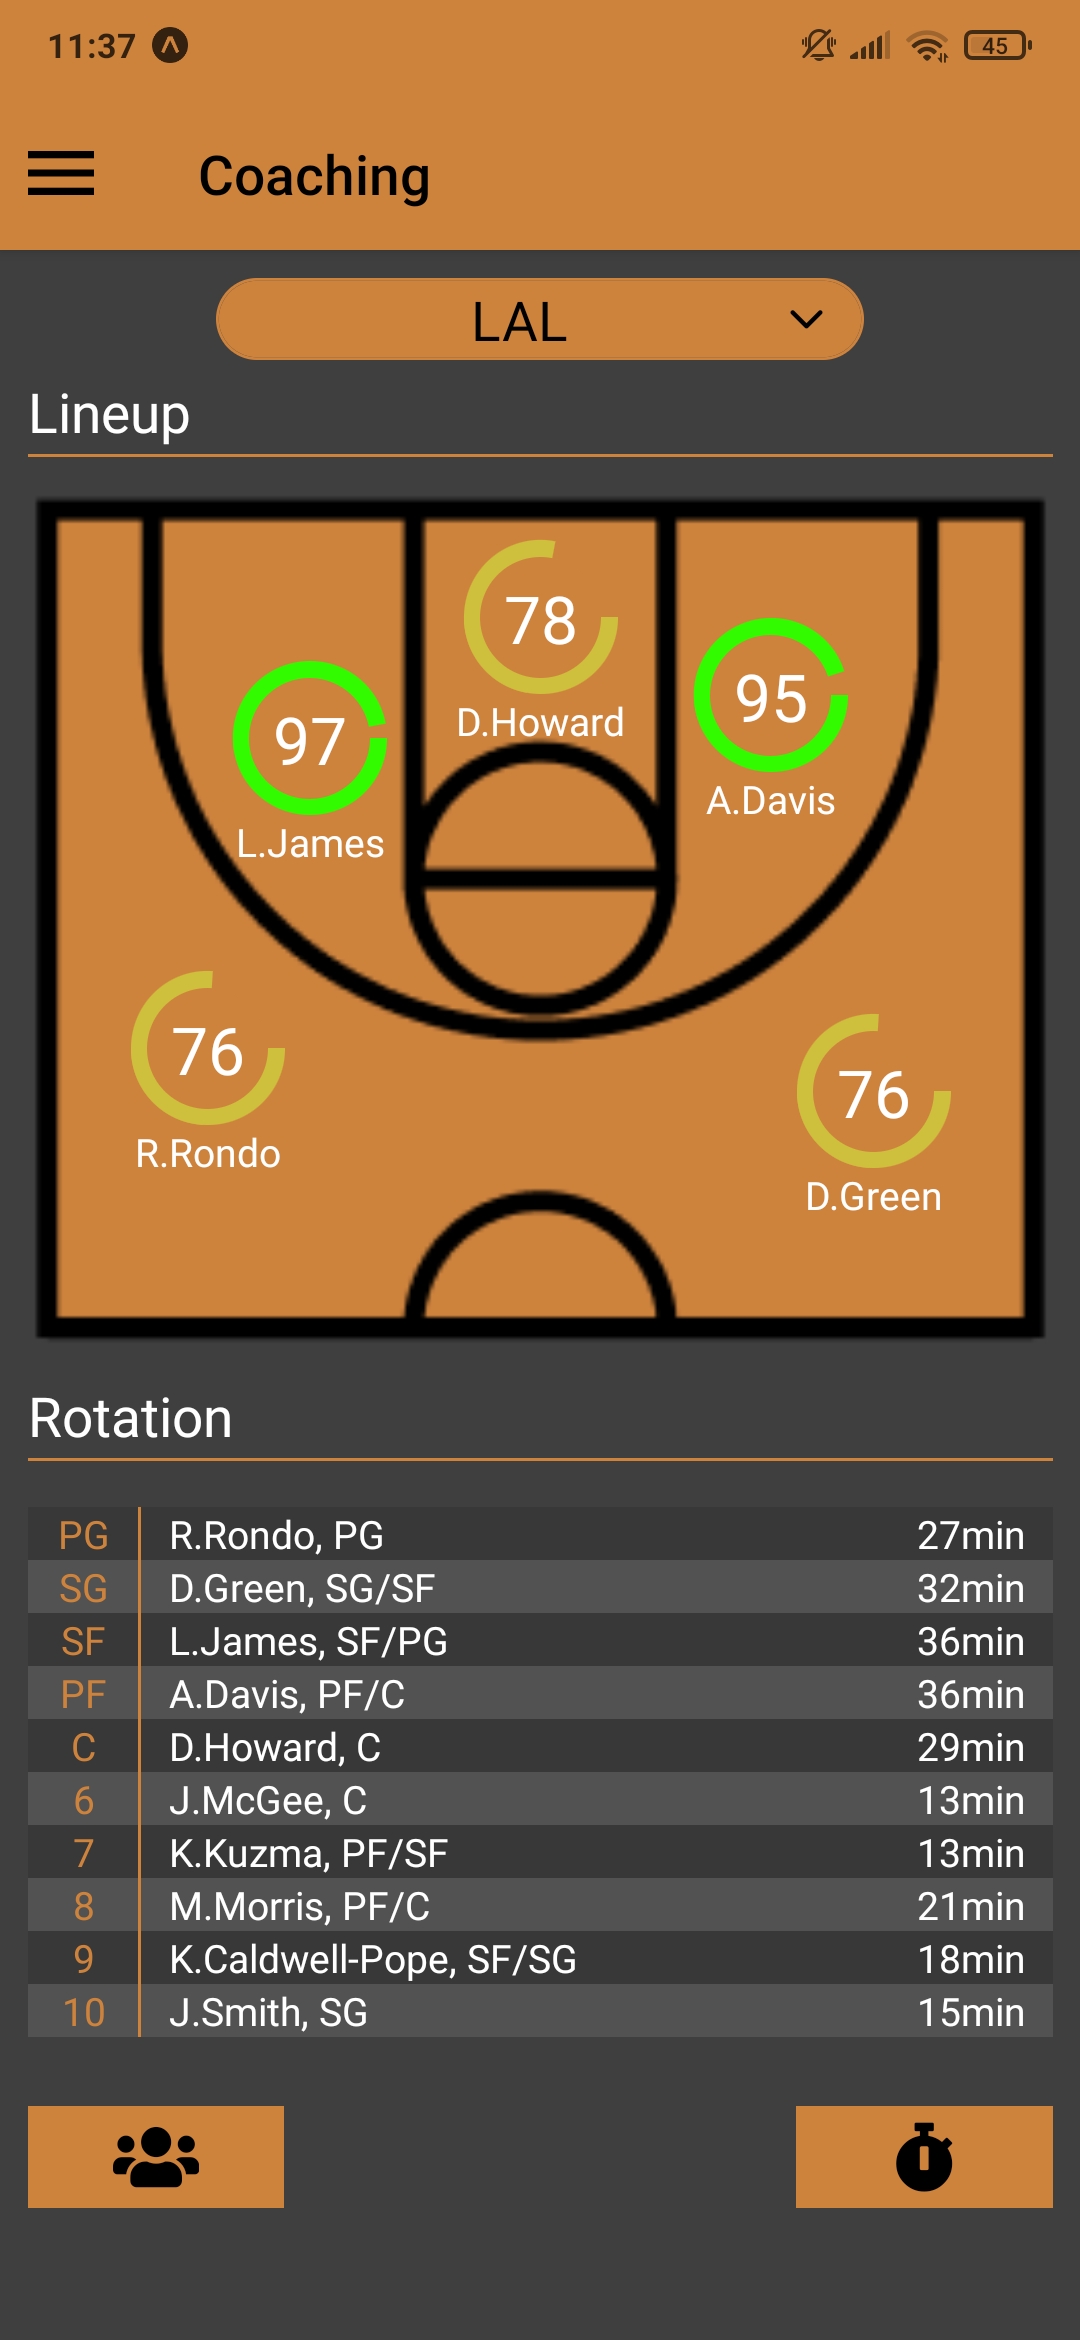 11:37
45
Coaching
LAL
Lineup
78
D.Howard
95
A.Davis
97
L.James
76
R.Rondo
76
D.Green
Rotation
PG R.Rondo, PG 27min
SG D.Green, SG/SF 32min
SF L.James, SF/PG 36min
PF A.Davis, PF/C 36min
C D.Howard, C 29min
6 J.McGee, C 13min
7 K.Kuzma, PF/SF 13min
8 M.Morris, PF/C 21min
9 K.Caldwell-Pope, SF/SG 18min
10 J.Smith, SG 15min